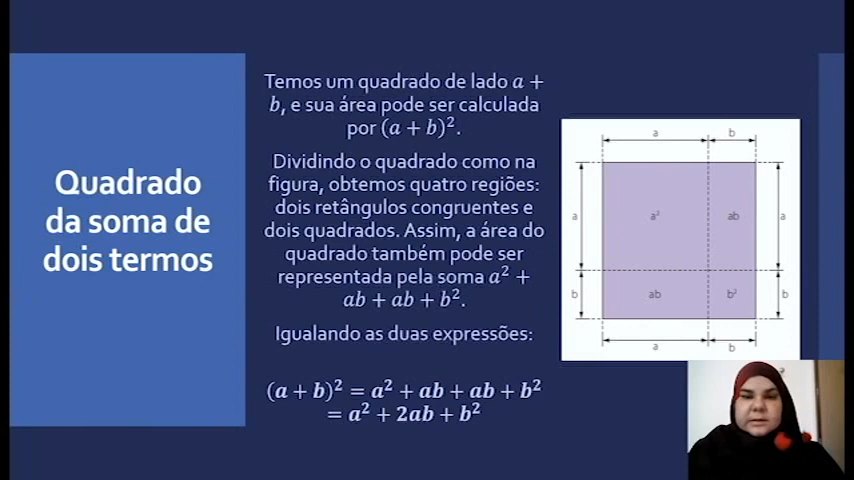 Quadrado
da soma de
dois termos
Temos um quadrado de lado a +
b, e sua área pode ser calculada
por (a + b)².
Dividindo o quadrado como na
figura, obtemos quatro regiões:
dois retângulos congruentes e
dois quadrados. Assim, a área do
quadrado também pode ser
representada pela soma a² +
ab + ab + b².
Igualando as duas expressões:
(a + b)² = a² + ab + ab + b²
= a² + 2ab + b²
a b
a a² ab a
b ab b² b
a b